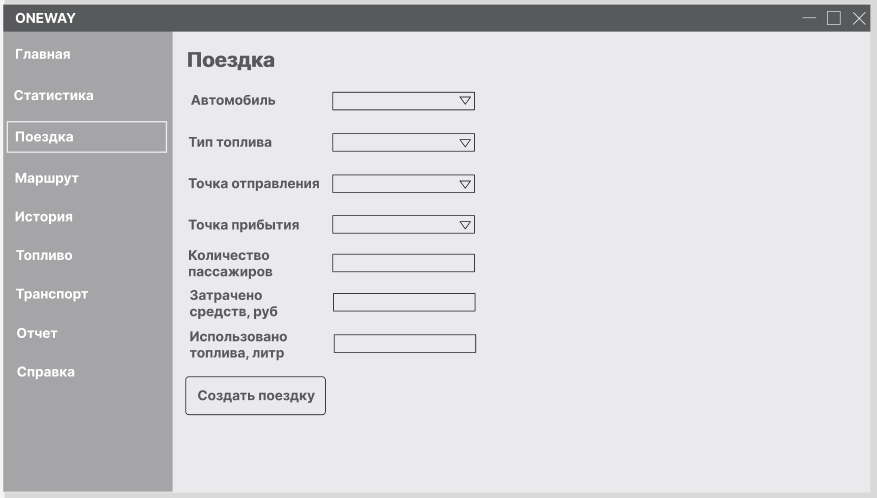 ONEWAY
Главная
Статистика
Поездка
Маршрут
История
Топливо
Транспорт
Отчет
Справка
Поездка
Автомобиль
Тип топлива
Точка отправления
Точка прибытия
Количество
пассажиров
Затрачено
средств, руб
Использовано
топлива, литр
Создать поездку